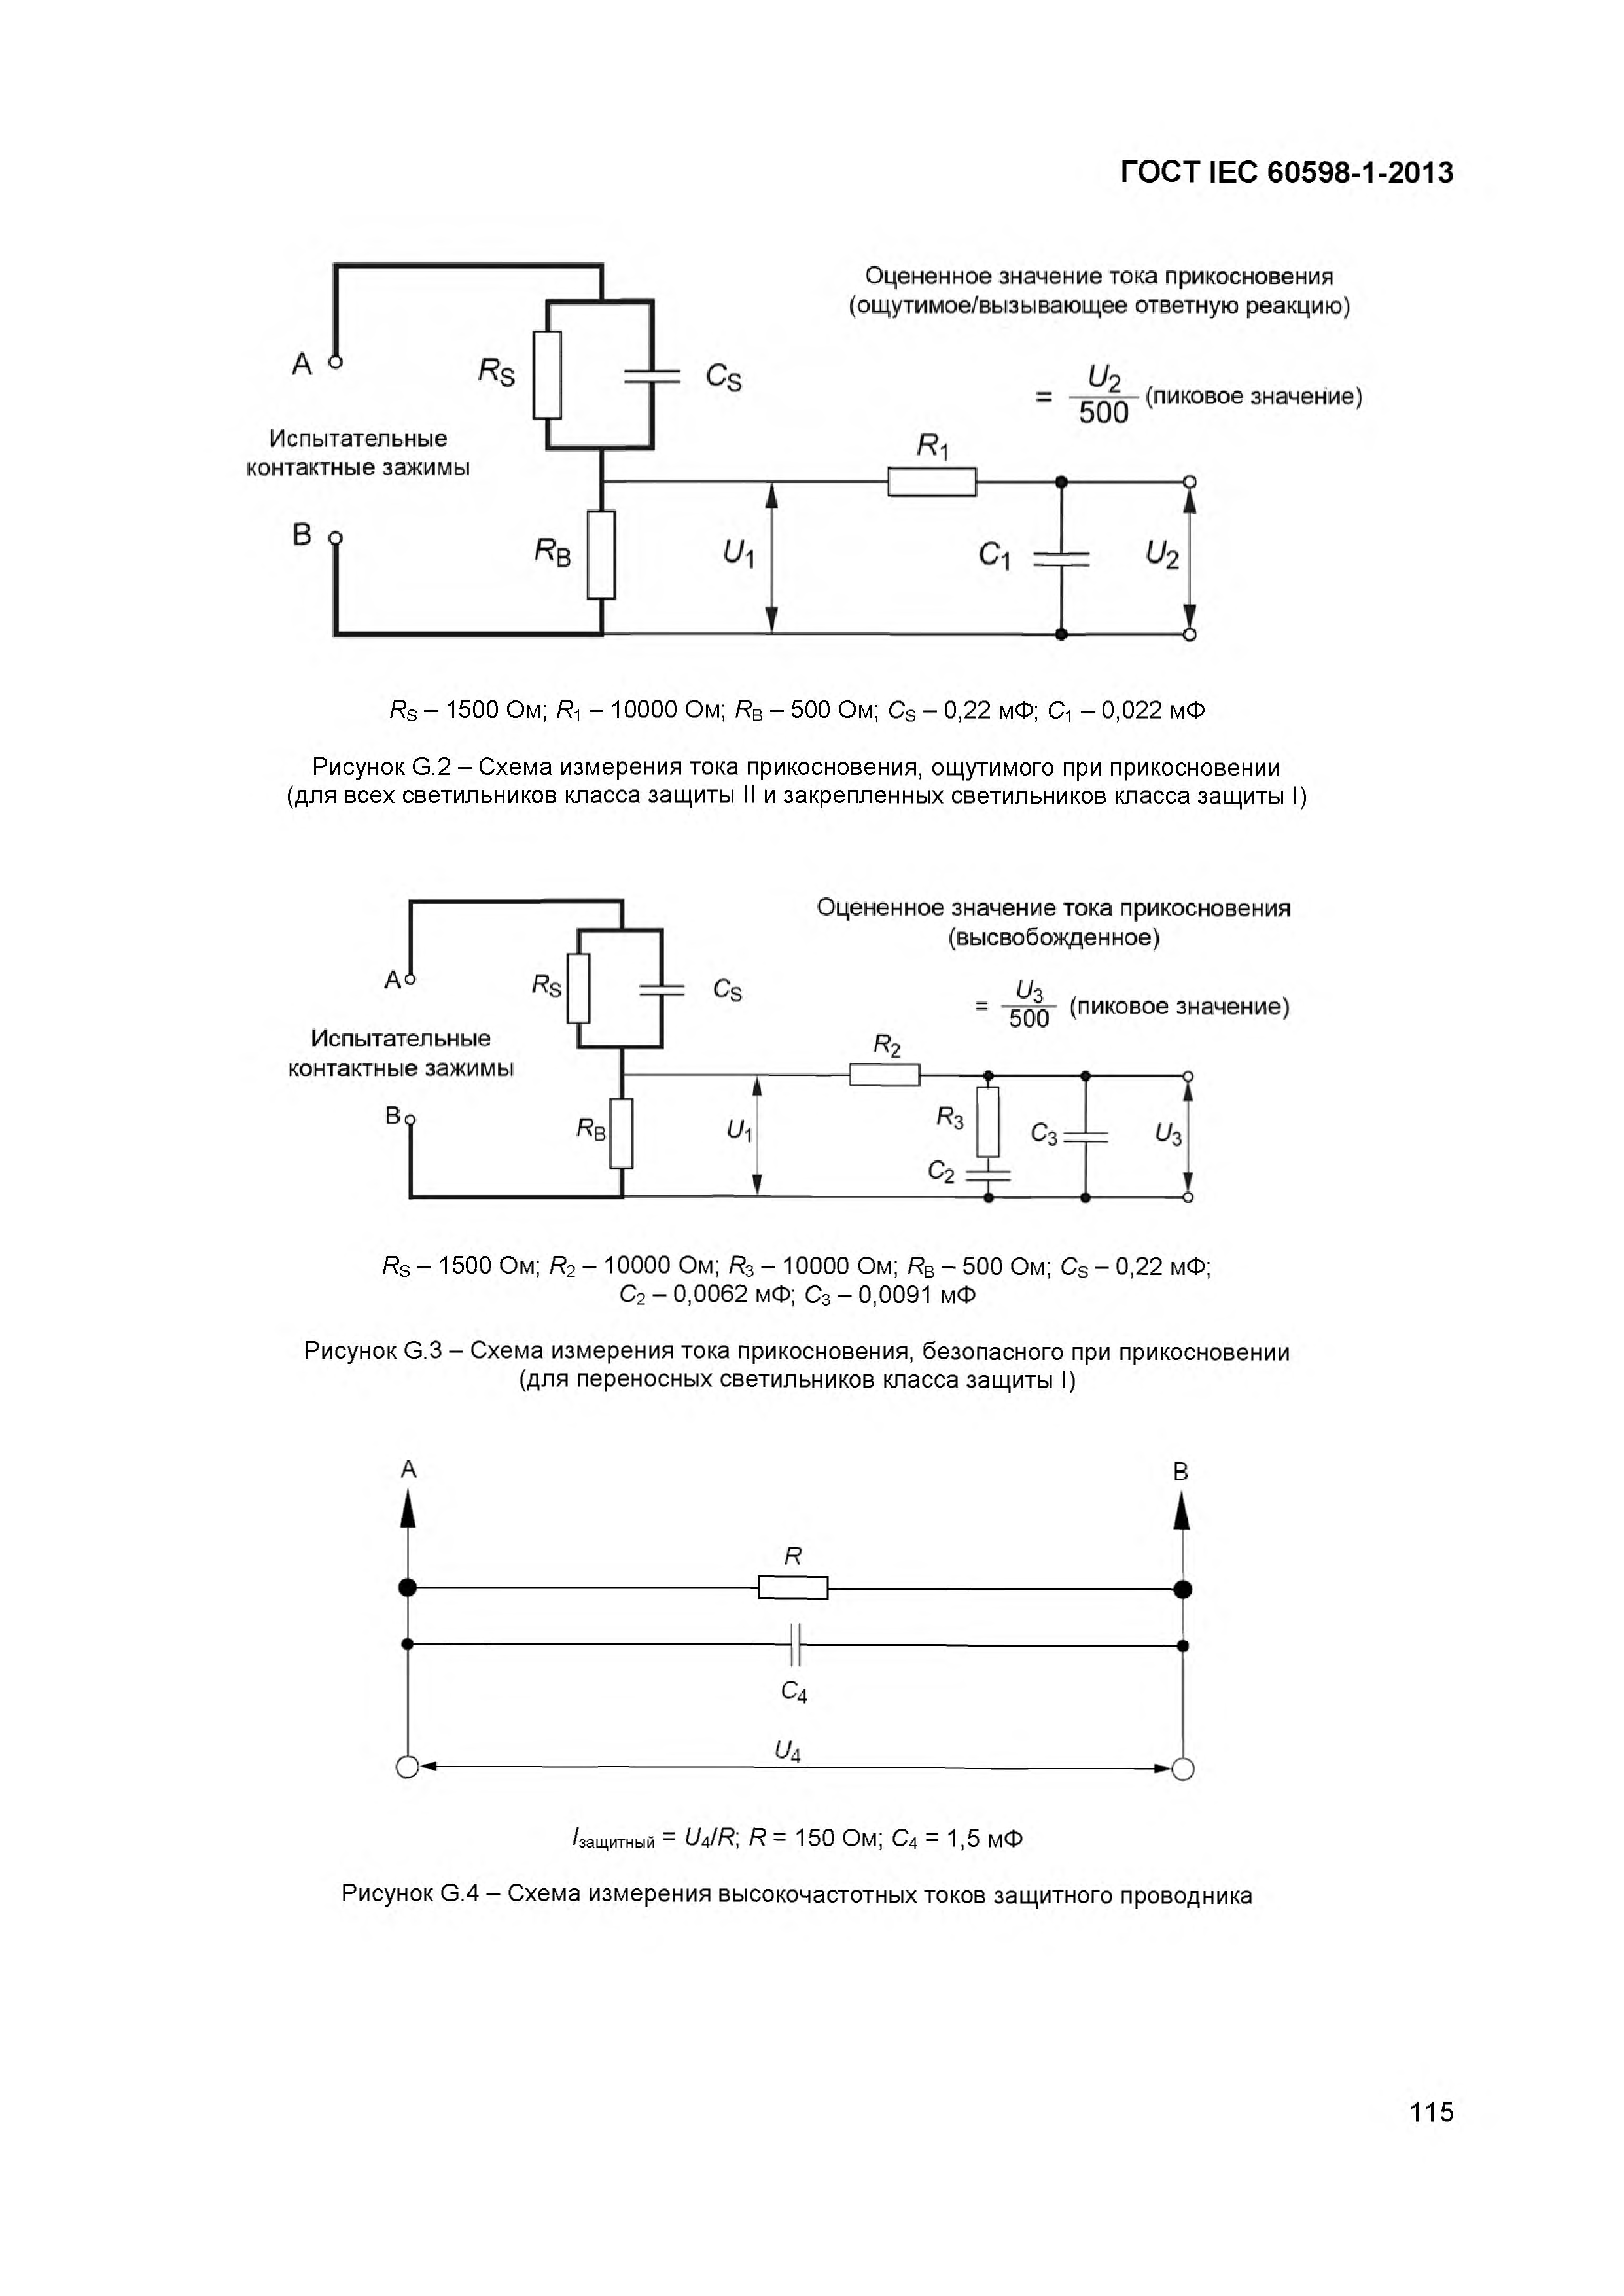 ГОСТ IEC 60598-1-2013
Оцененное значение тока прикосновения
(ощутимое/вызывающее ответную реакцию)
= U2/500 (пиковое значение)
A
RS
CS
Испытательные
контактные зажимы
R1
B
RB
U1
C1
U2
RS – 1500 Ом; R1 – 10000 Ом; RB – 500 Ом; CS – 0,22 мФ; C1 – 0,022 мФ
Рисунок G.2 – Схема измерения тока прикосновения, ощутимого при прикосновении
(для всех светильников класса защиты II и закрепленных светильников класса защиты I)
Оцененное значение тока прикосновения
(высвобожденное)
= U3/500 (пиковое значение)
A
RS
CS
Испытательные
контактные зажимы
R2
B
RB
U1
R3
C3
U3
C2
RS – 1500 Ом; R2 – 10000 Ом; R3 – 10000 Ом; RB – 500 Ом; CS – 0,22 мФ;
C2 – 0,0062 мФ; C3 – 0,0091 мФ
Рисунок G.3 – Схема измерения тока прикосновения, безопасного при прикосновении
(для переносных светильников класса защиты I)
A
B
R
C4
U4
Iзащитный = U4/R; R = 150 Ом; C4 = 1,5 мФ
Рисунок G.4 – Схема измерения высокочастотных токов защитного проводника
115